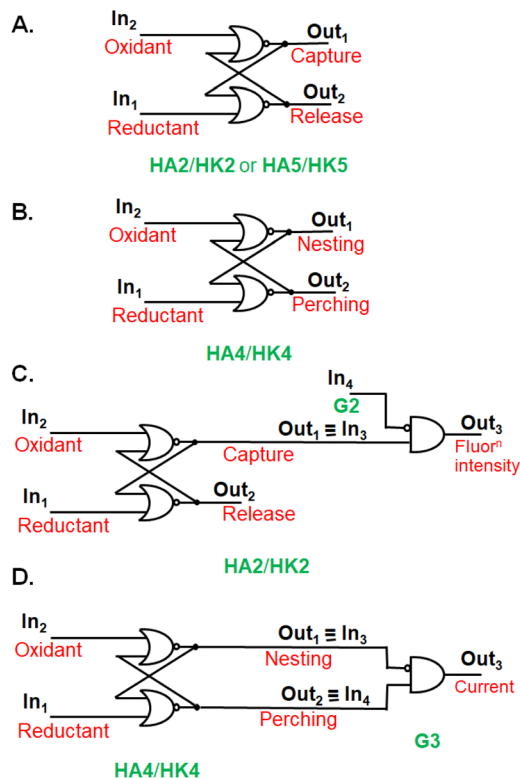 A.
In₂
Oxidant
Out₁
Capture
In₁
Reductant
Out₂
Release
HA2/HK2 or HA5/HK5
B.
In₂
Oxidant
Out₁
Nesting
In₁
Reductant
Out₂
Perching
HA4/HK4
C.
In₄
G2
In₂
Oxidant
Out₁ ≡ In₃
Capture
Out₃
Fluorⁿ
intensity
In₁
Reductant
Out₂
Release
HA2/HK2
D.
In₂
Oxidant
Out₁ ≡ In₃
Nesting
Out₃
Current
In₁
Reductant
Out₂ ≡ In₄
Perching
G3
HA4/HK4